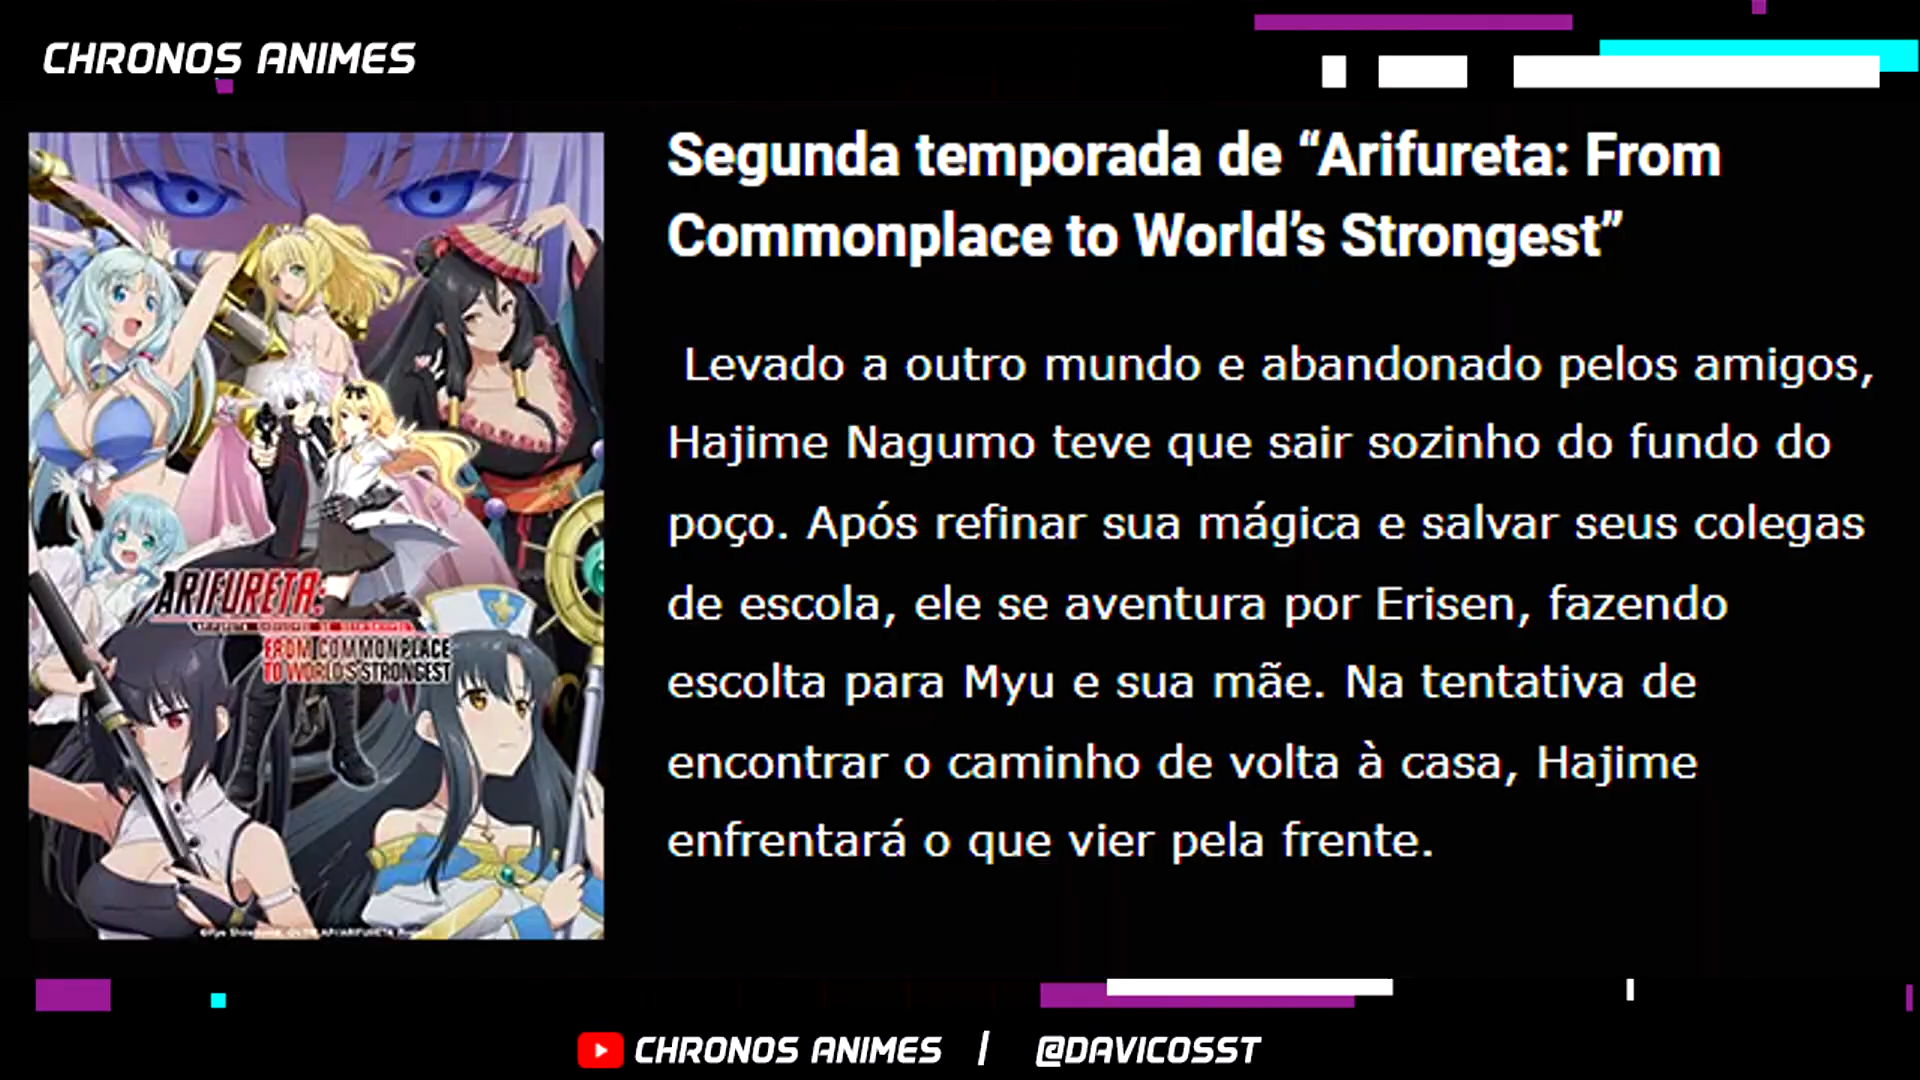 CHRONOS ANIMES
Segunda temporada de “Arifureta: From
Commonplace to World’s Strongest”
Levado a outro mundo e abandonado pelos amigos,
Hajime Nagumo teve que sair sozinho do fundo do
poço. Após refinar sua mágica e salvar seus colegas
de escola, ele se aventura por Erisen, fazendo
escolta para Myu e sua mãe. Na tentativa de
encontrar o caminho de volta à casa, Hajime
enfrentará o que vier pela frente.
ARIFURETA:
FROM COMMONPLACE
TO WORLD'S STRONGEST
CHRONOS ANIMES / @DAVICOSST